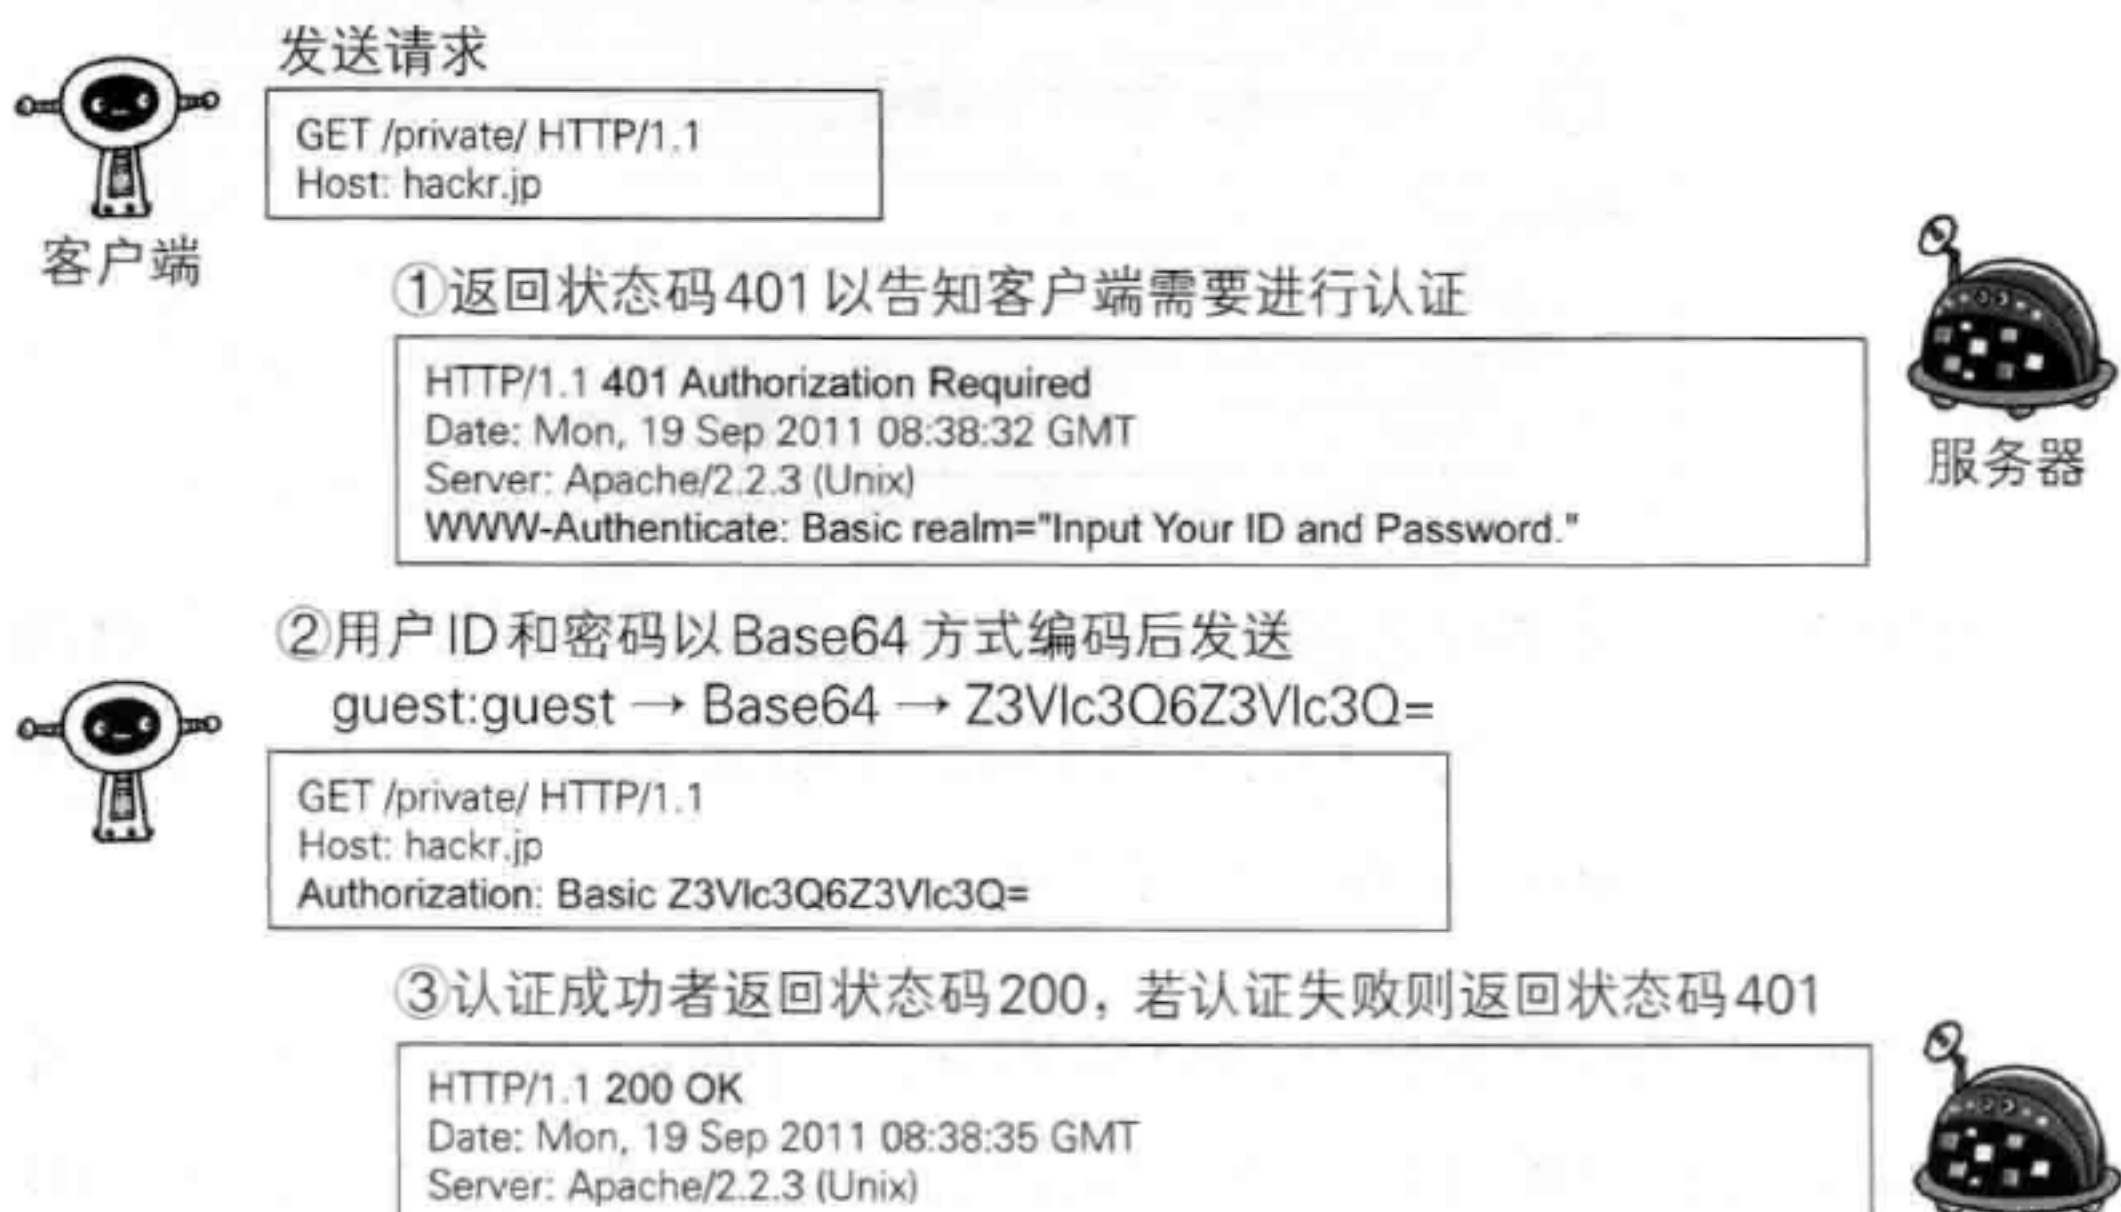 发送请求
GET /private/ HTTP/1.1
Host: hackr.jp
客户端
①返回状态码401以告知客户端需要进行认证
HTTP/1.1 401 Authorization Required
Date: Mon, 19 Sep 2011 08:38:32 GMT
Server: Apache/2.2.3 (Unix)
WWW-Authenticate: Basic realm="Input Your ID and Password."
服务器
②用户ID和密码以Base64方式编码后发送
guest:guest → Base64 → Z3Vlc3Q6Z3Vlc3Q=
GET /private/ HTTP/1.1
Host: hackr.jp
Authorization: Basic Z3Vlc3Q6Z3Vlc3Q=
③认证成功者返回状态码200，若认证失败则返回状态码401
HTTP/1.1 200 OK
Date: Mon, 19 Sep 2011 08:38:35 GMT
Server: Apache/2.2.3 (Unix)